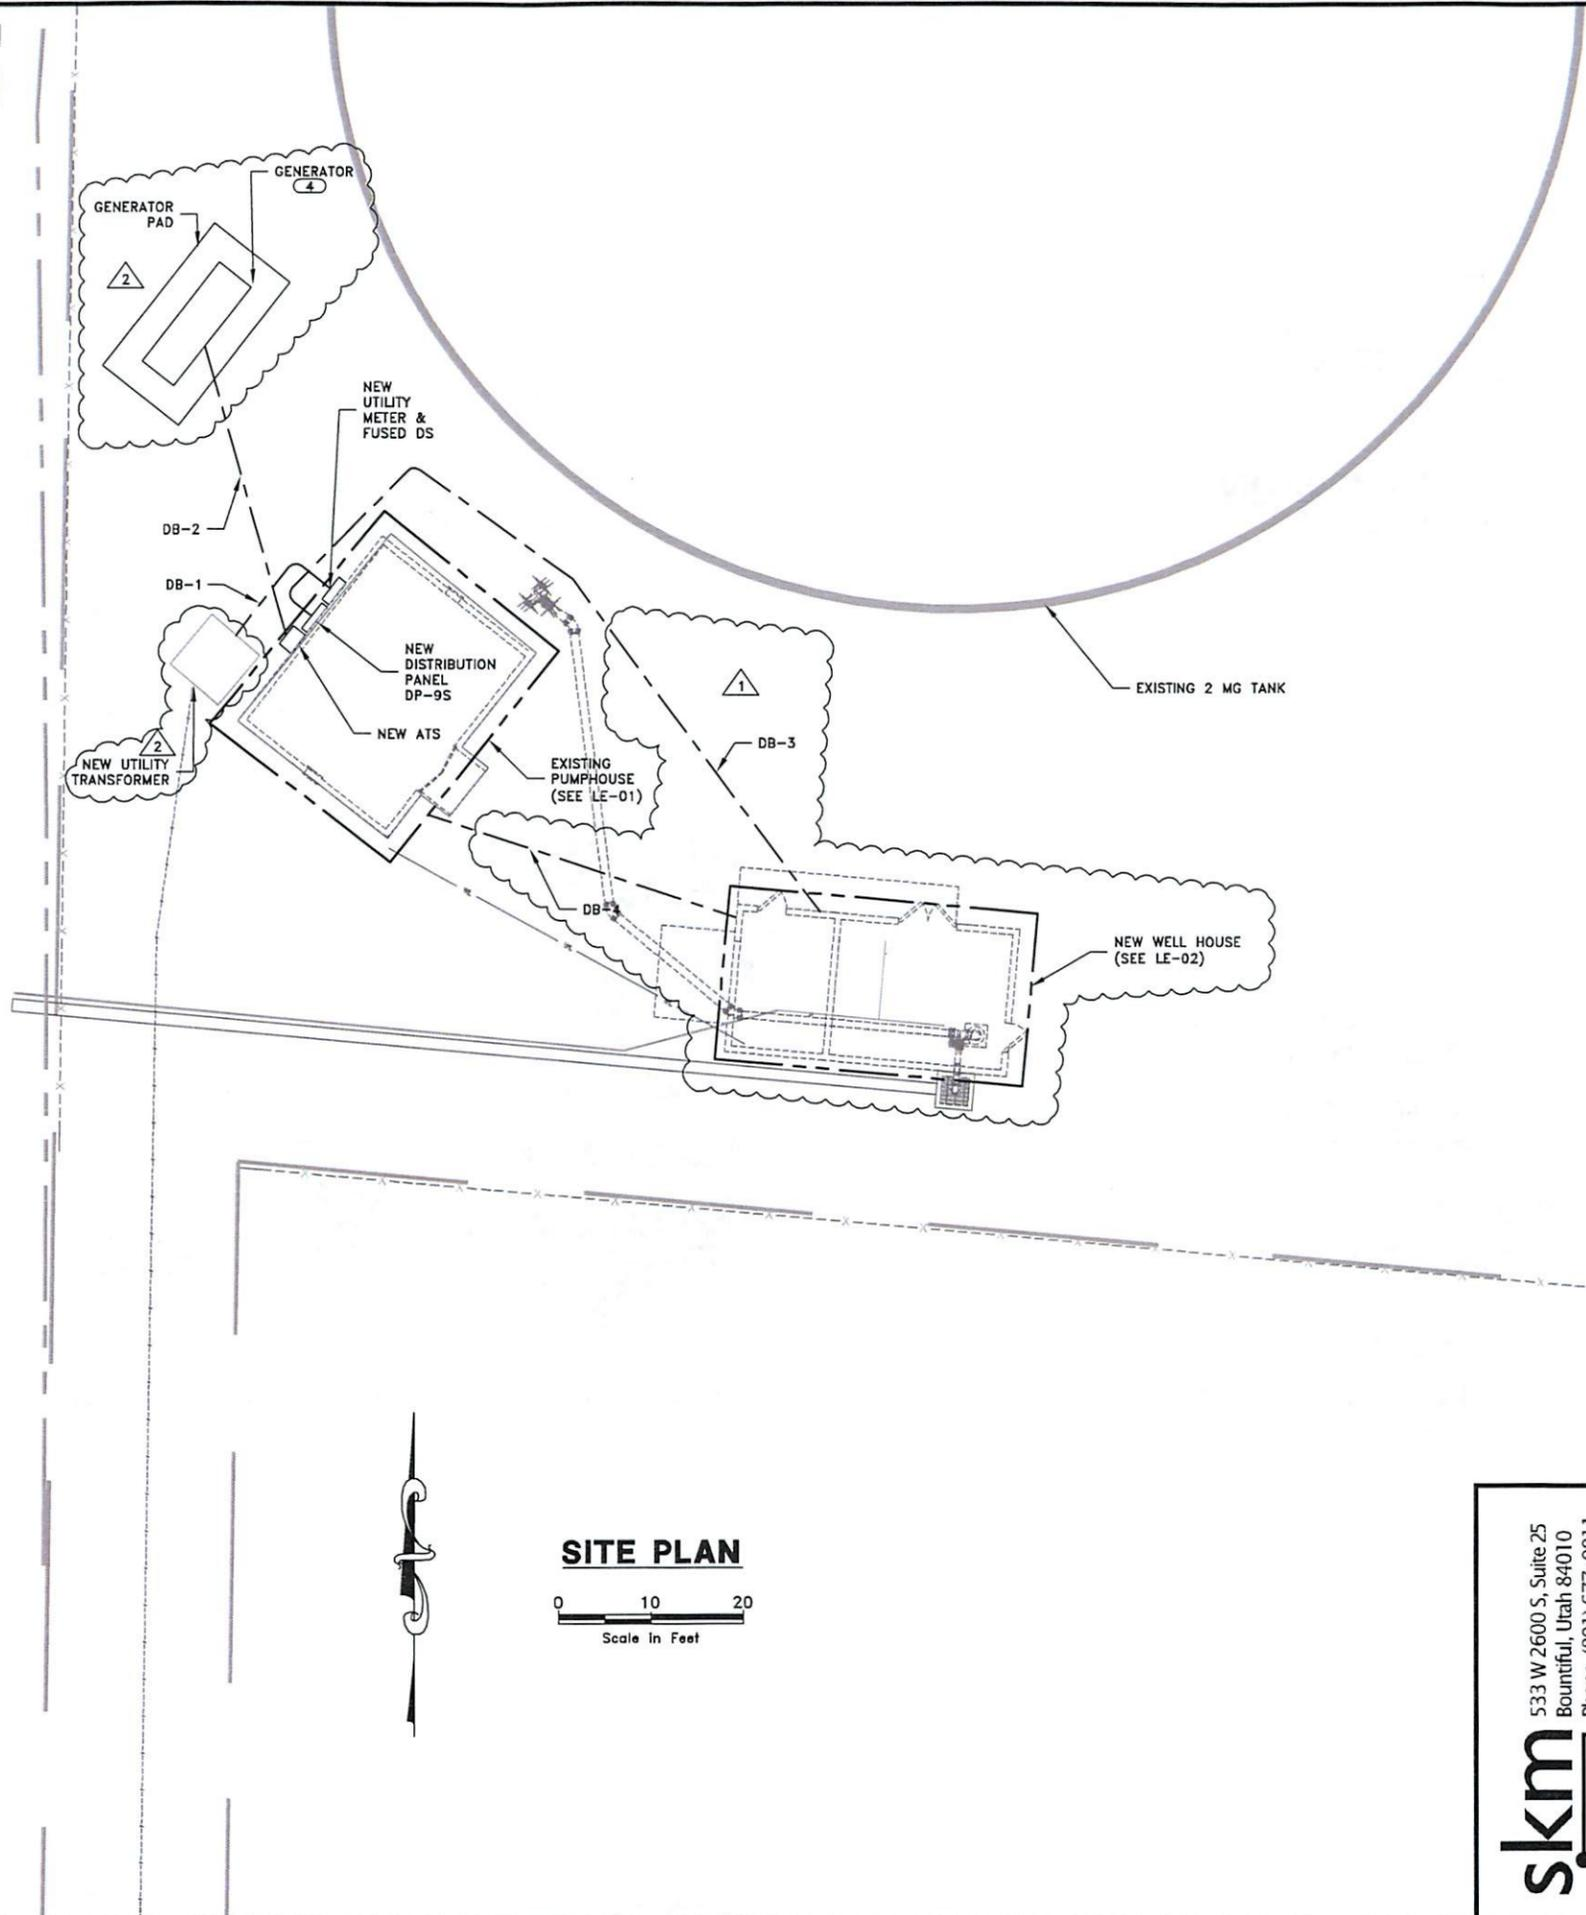 GENERATOR
4
GENERATOR
PAD
2
NEW
UTILITY
METER &
FUSED DS
DB-2
DB-1
NEW
DISTRIBUTION
PANEL
DP-9S
NEW ATS
2
NEW UTILITY
TRANSFORMER
EXISTING
PUMPHOUSE
(SEE LE-01)
1
DB-3
EXISTING 2 MG TANK
DB-4
NEW WELL HOUSE
(SEE LE-02)
SITE PLAN
0 10 20
Scale in Feet
skm
533 W 2600 S, Suite 25
Bountiful, Utah 84010